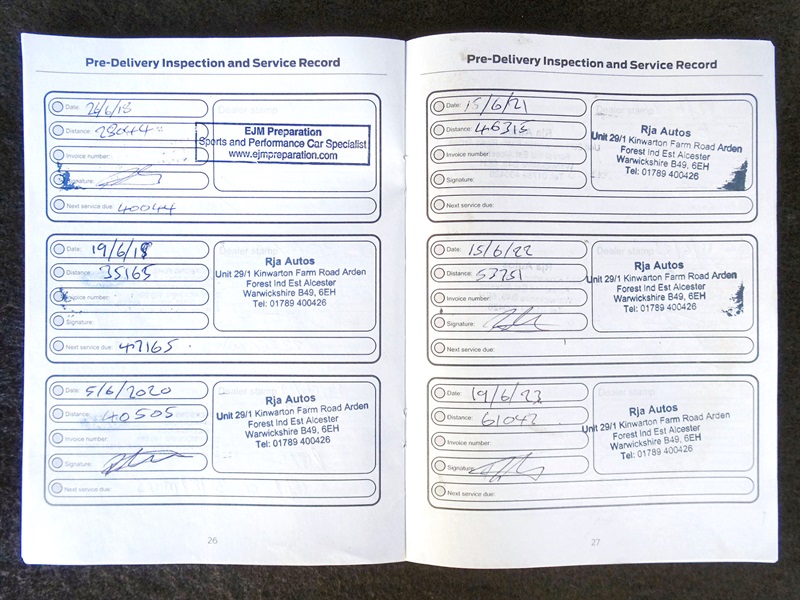 Pre-Delivery Inspection and Service Record
Date: 26/6/18
Distance: 28044
Invoice number:
Signature:
Next service due: 40044
Dealer stamp
EJM Preparation
Sports and Performance Car Specialist
www.ejmpreparation.com
Date: 19/6/19
Distance: 35165
Invoice number:
Signature:
Next service due: 47165
Rja Autos
Unit 29/1 Kinwarton Farm Road Arden
Forest Ind Est Alcester
Warwickshire B49, 6EH
Tel: 01789 400426
Date: 5/6/2020
Distance: 40505
Invoice number:
Signature:
Next service due:
Dealer stamp
Rja Autos
Unit 29/1 Kinwarton Farm Road Arden
Forest Ind Est Alcester
Warwickshire B49, 6EH
Tel: 01789 400426
26
Pre-Delivery Inspection and Service Record
Date: 15/6/21
Distance: 46315
Invoice number:
Signature:
Next service due:
Dealer stamp
Rja Autos
Unit 29/1 Kinwarton Farm Road Arden
Forest Ind Est Alcester
Warwickshire B49, 6EH
Tel: 01789 400426
Date: 15/6/22
Distance: 53751
Invoice number:
Signature:
Next service due:
Dealer stamp
Rja Autos
Unit 29/1 Kinwarton Farm Road Arden
Forest Ind Est Alcester
Warwickshire B49, 6EH
Tel: 01789 400426
Date: 19/6/23
Distance: 61042
Invoice number:
Signature:
Next service due:
Dealer stamp
Rja Autos
Unit 29/1 Kinwarton Farm Road Arden
Forest Ind Est Alcester
Warwickshire B49, 6EH
Tel: 01789 400426
27